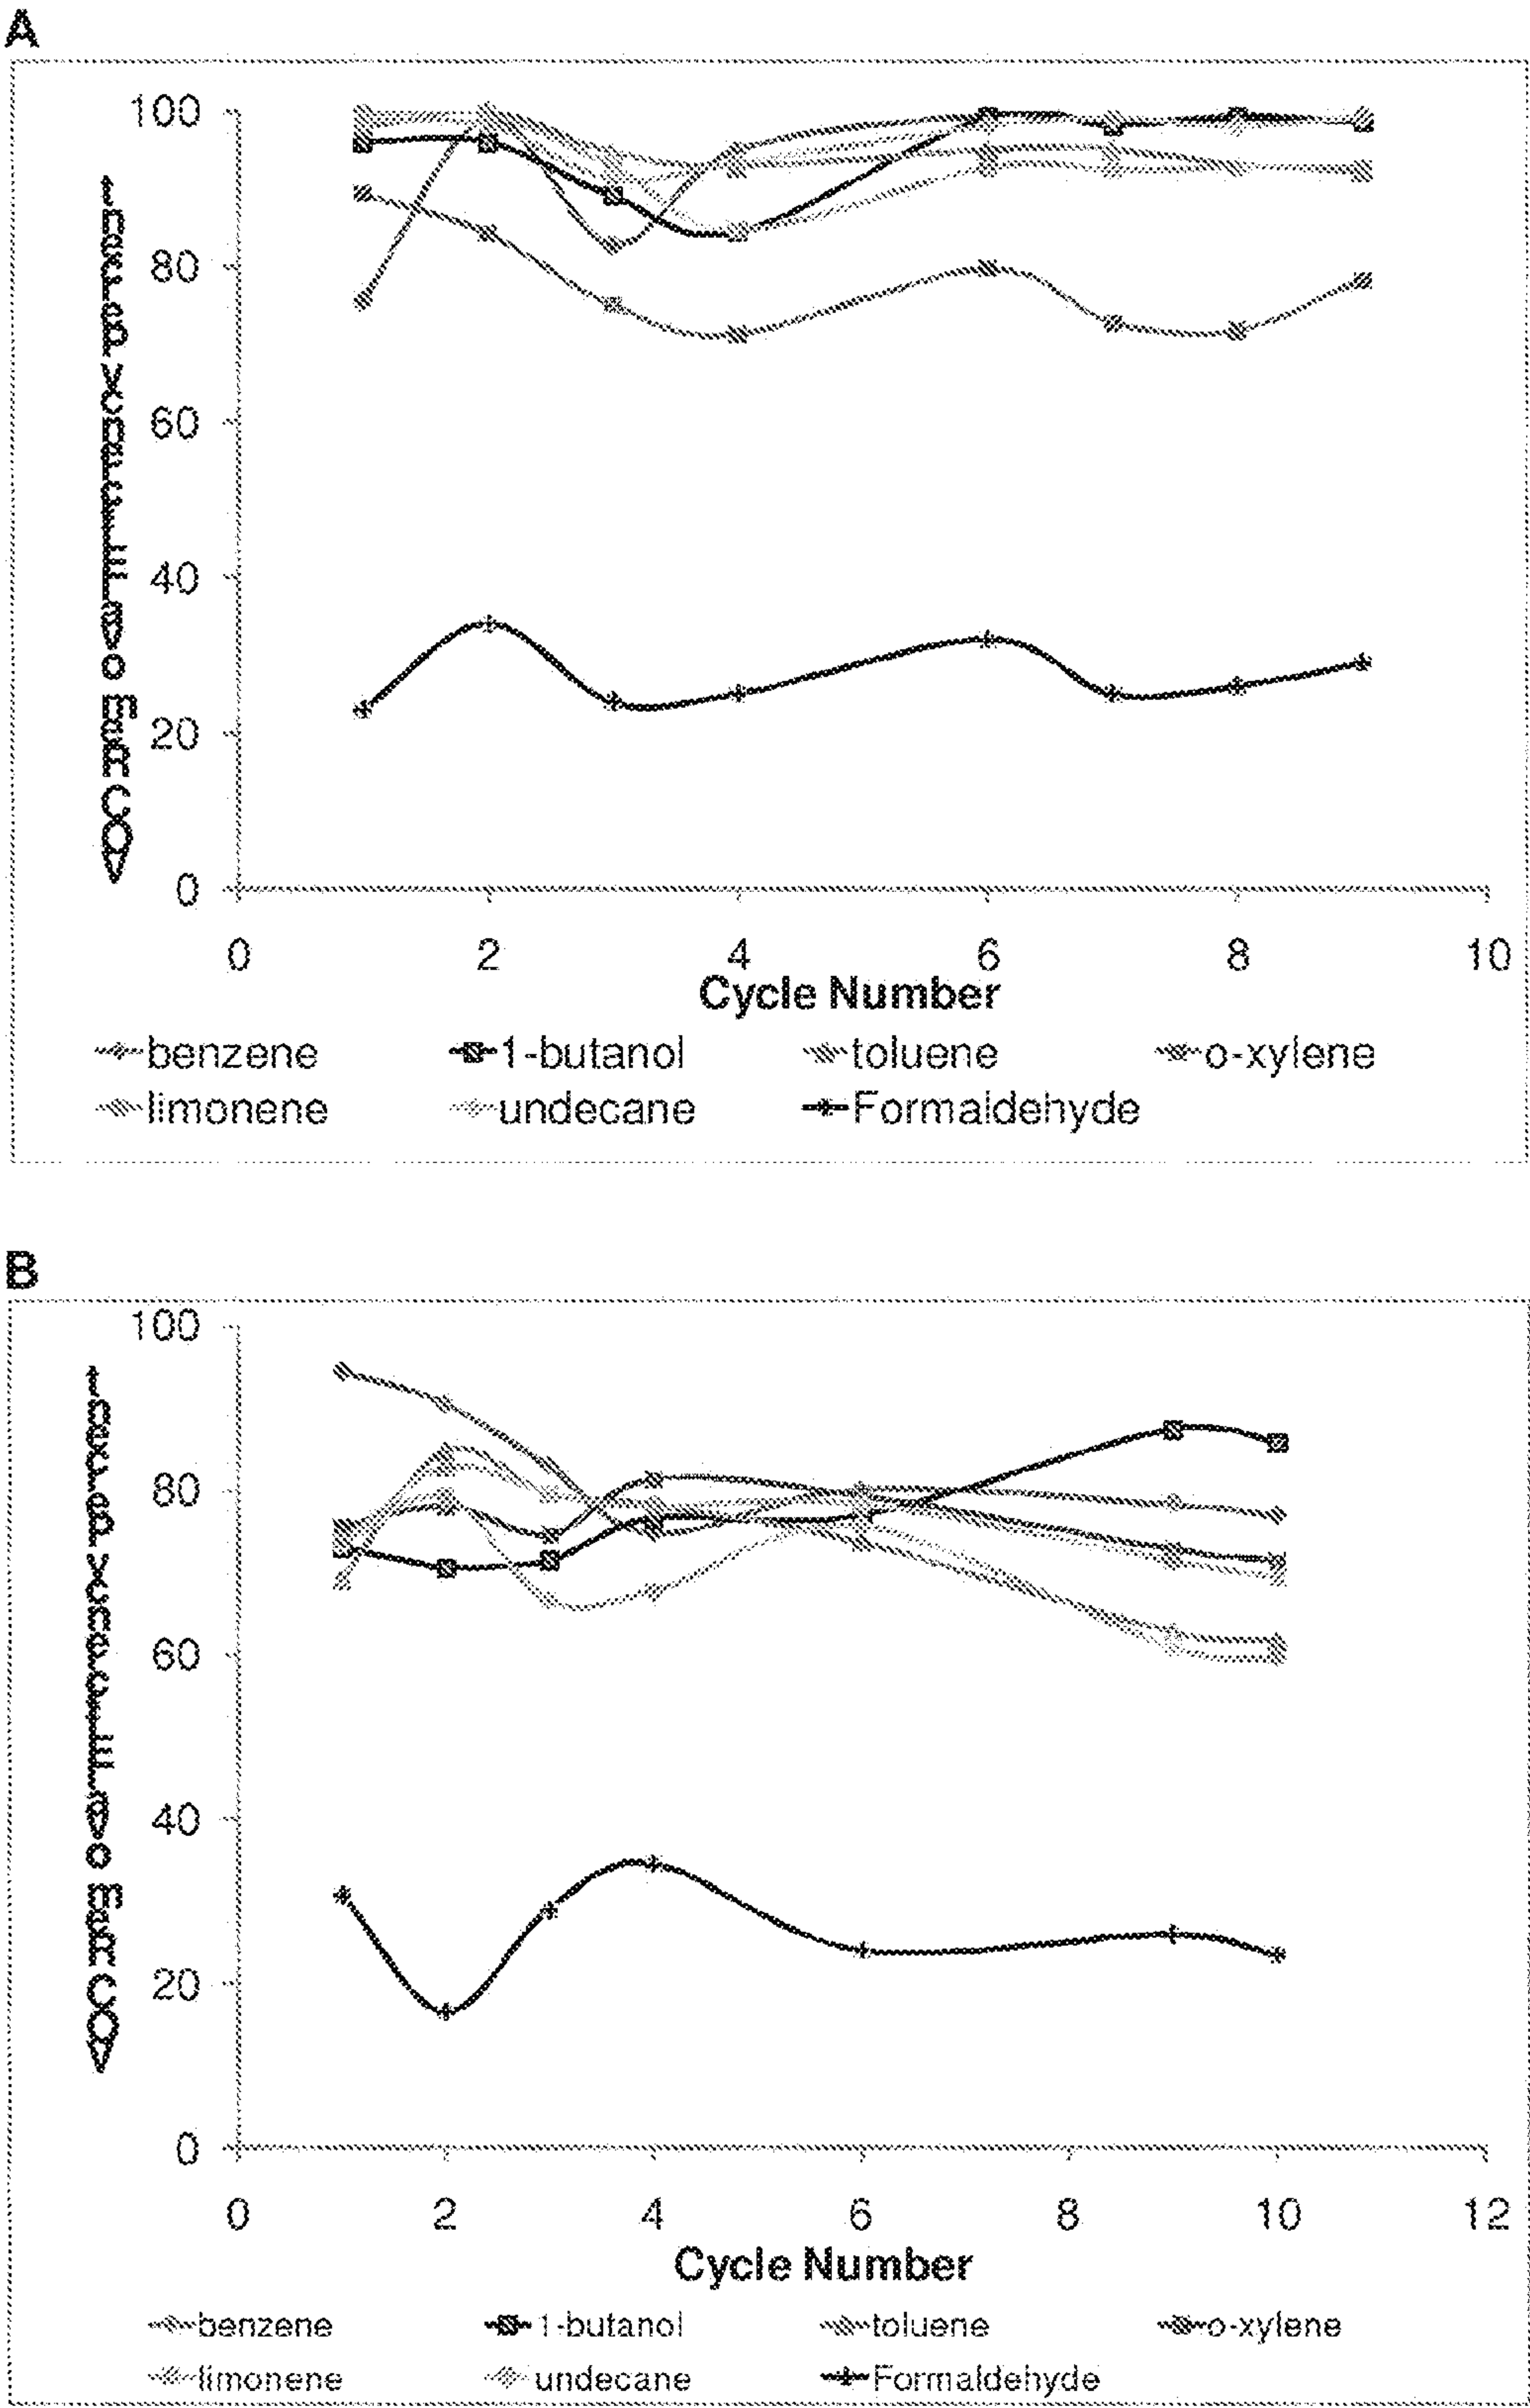 A
100
80
60
40
20
0
0 2 4 6 8 10
Cycle Number
benzene 1-butanol toluene o-xylene
limonene undecane Formaldehyde
B
100
80
60
40
20
0
0 2 4 6 8 10 12
Cycle Number
benzene 1-butanol toluene o-xylene
limonene undecane Formaldehyde